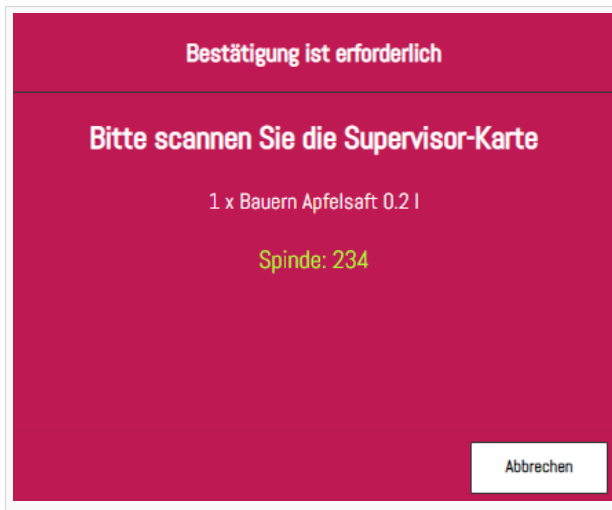 Bestätigung ist erforderlich
Bitte scannen Sie die Supervisor-Karte
1 x Bauern Apfelsaft 0.2 l
Spinde: 234
Abbrechen